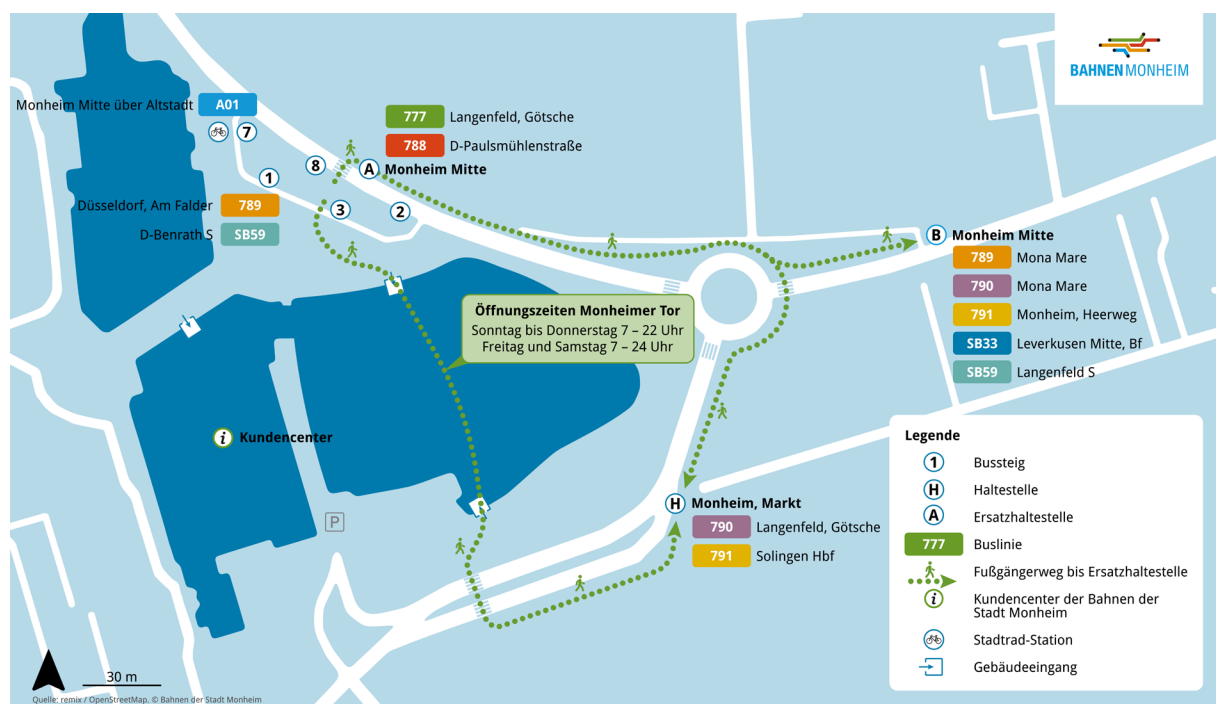 BAHNENMONHEIM
Monheim Mitte über Altstadt A01
7
777 Langenfeld, Götsche
788 D-Paulsmühlenstraße
8
A Monheim Mitte
1
3
2
Düsseldorf, Am Falder 789
D-Benrath S SB59
B Monheim Mitte
789 Mona Mare
790 Mona Mare
791 Monheim, Heerweg
SB33 Leverkusen Mitte, Bf
SB59 Langenfeld S
Öffnungszeiten Monheimer Tor
Sonntag bis Donnerstag 7 – 22 Uhr
Freitag und Samstag 7 – 24 Uhr
i Kundencenter
P
H Monheim, Markt
790 Langenfeld, Götsche
791 Solingen Hbf
Legende
1 Bussteig
H Haltestelle
A Ersatzhaltestelle
777 Buslinie
Fußgängerweg bis Ersatzhaltestelle
i Kundencenter der Bahnen der
Stadt Monheim
Stadtrad-Station
Gebäudeeingang
30 m
Quelle: remix / OpenStreetMap. © Bahnen der Stadt Monheim